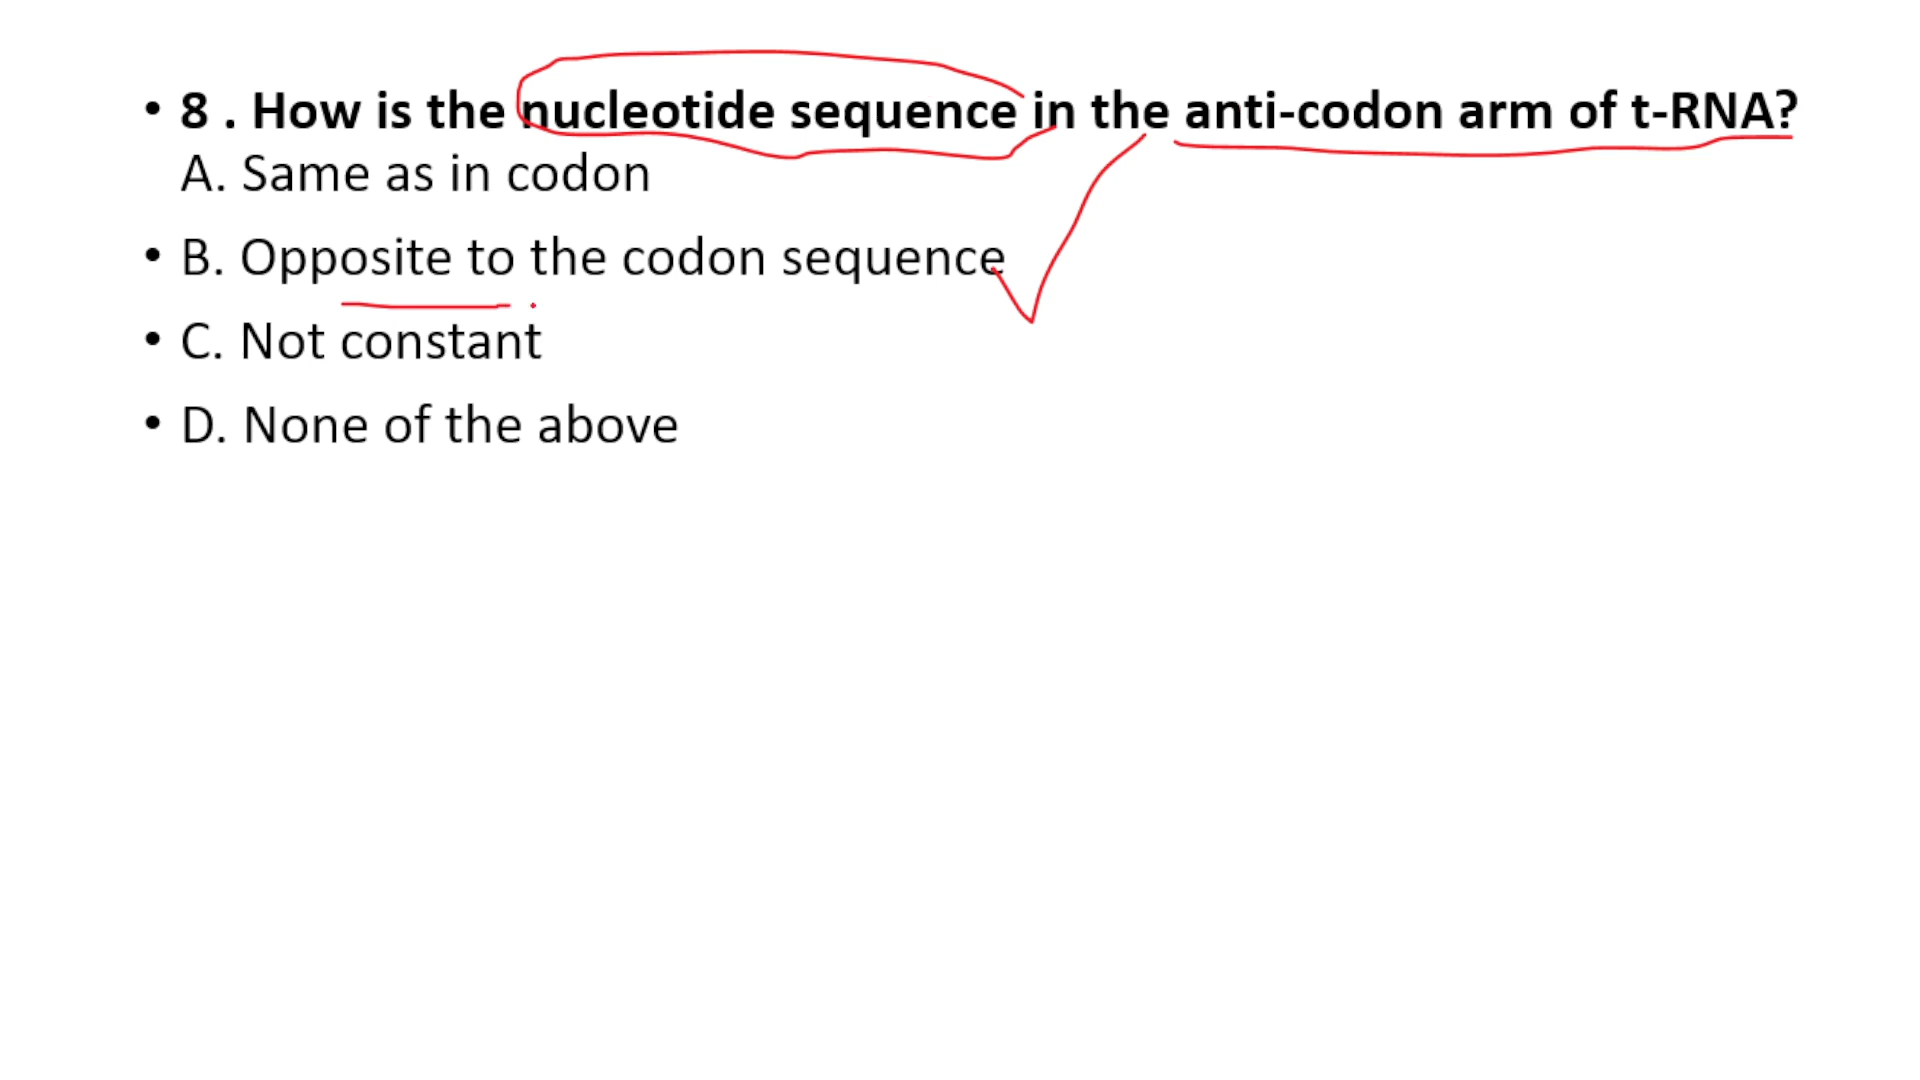 • 8 . How is the nucleotide sequence in the anti-codon arm of t-RNA?
A. Same as in codon
• B. Opposite to the codon sequence
• C. Not constant
• D. None of the above